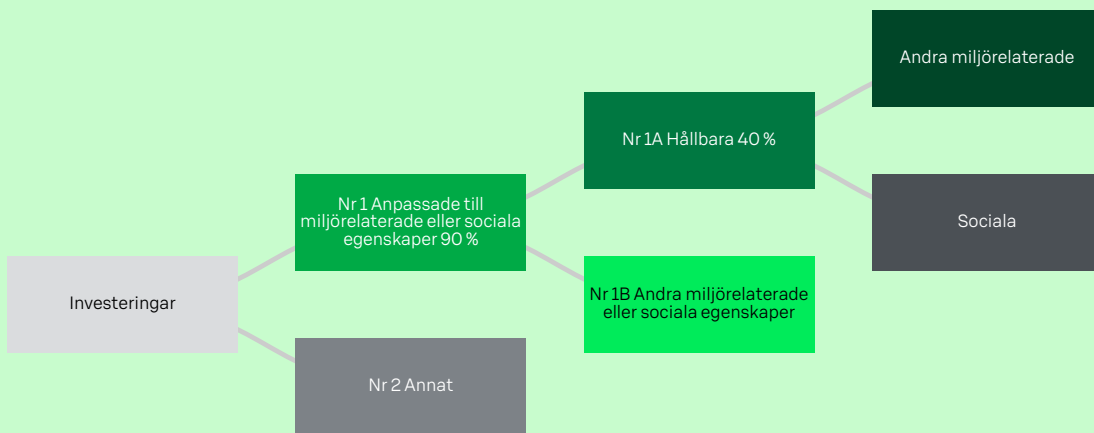 Andra miljörelaterade
Nr 1A Hållbara 40 %
Nr 1 Anpassade till
miljörelaterade eller sociala
egenskaper 90 %
Sociala
Investeringar
Nr 1B Andra miljörelaterade
eller sociala egenskaper
Nr 2 Annat